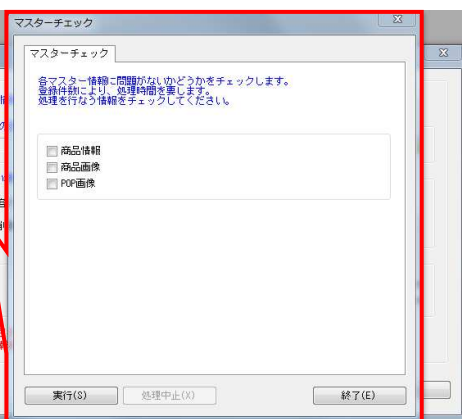 マスターチェック
マスターチェック
各マスター情報に問題がないかどうかをチェックします。
登録件数により、処理時間を要します。
処理を行なう情報をチェックしてください。
商品情報
商品画像
POP画像
実行(S)
処理中止(X)
終了(E)